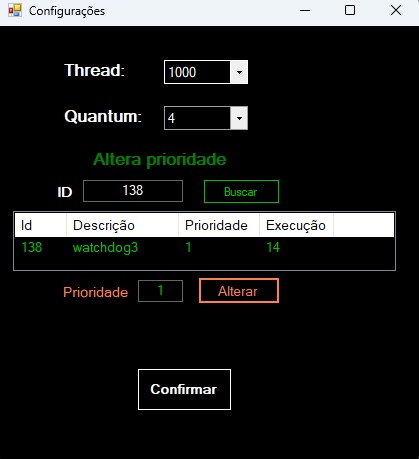 Configurações
Thread: 1000
Quantum: 4
Altera prioridade
ID 138 Buscar
Id Descrição Prioridade Execução
138 watchdog3 1 14
Prioridade 1 Alterar
Confirmar